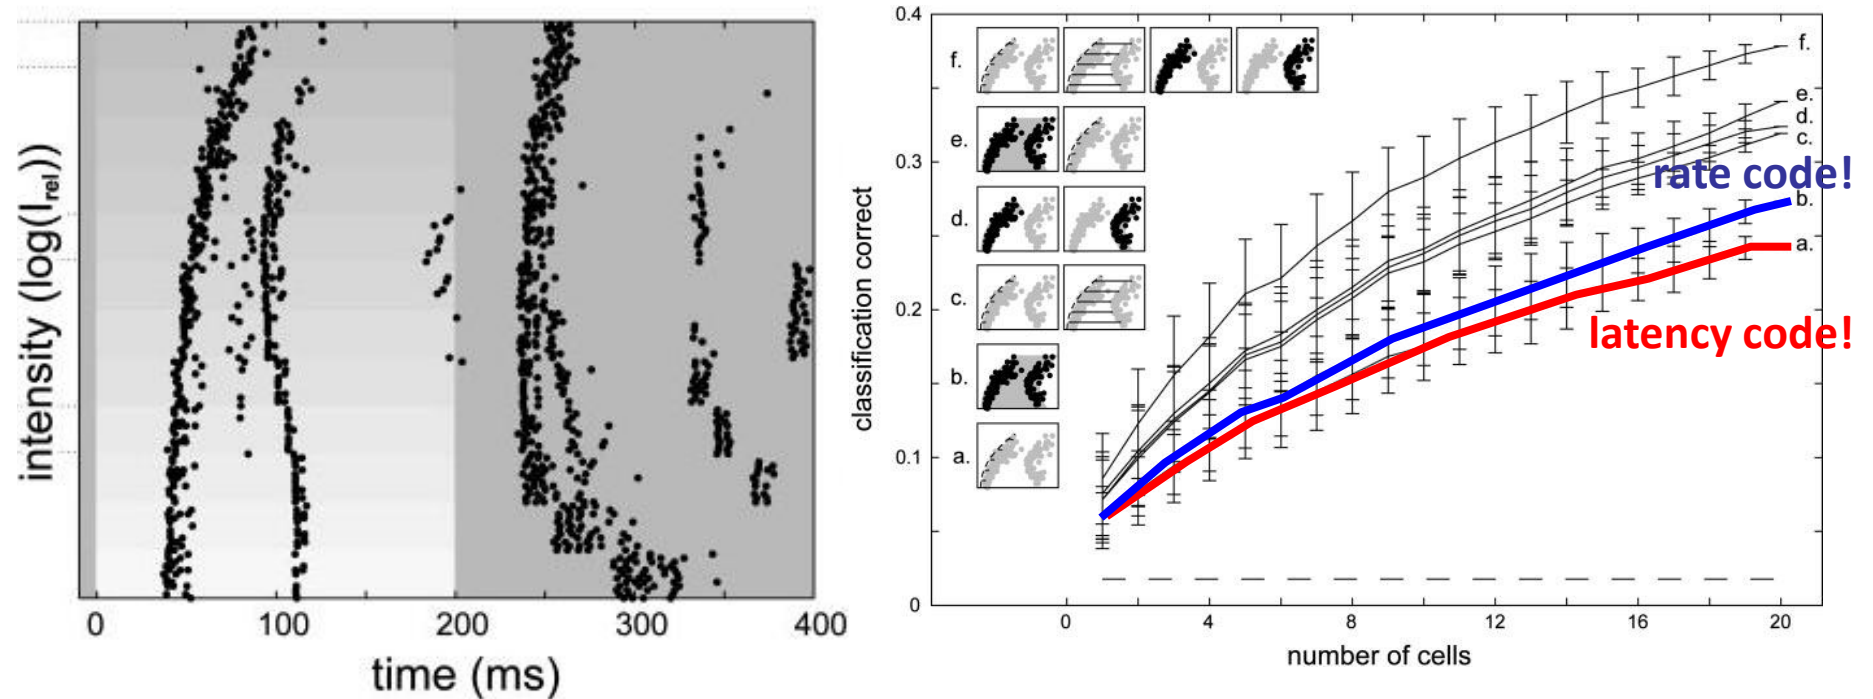 intensity (log(I_rel))
0 100 200 300 400
time (ms)
0.4
0.3
0.2
0.1
0
classification correct
f.
e.
d.
c.
b.
a.
f.
e.
d.
c.
rate code!
b.
a.
latency code!
0 4 8 12 16 20
number of cells